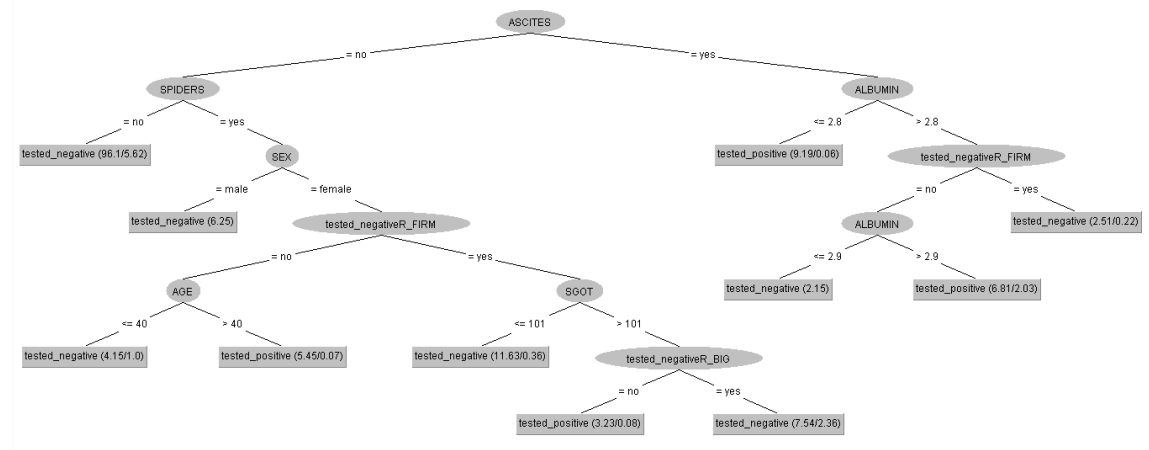 ASCITES
= no
= yes
SPIDERS
ALBUMIN
= no
= yes
<= 2.8
> 2.8
tested_negative (96.1/5.62)
SEX
tested_positive (9.19/0.06)
tested_negativeR_FIRM
= male
= female
= no
= yes
tested_negative (6.25)
tested_negativeR_FIRM
ALBUMIN
tested_negative (2.51/0.22)
= no
= yes
<= 2.9
> 2.9
AGE
SGOT
tested_negative (2.15)
tested_positive (6.81/2.03)
<= 40
> 40
<= 101
> 101
tested_negative (4.15/1.0)
tested_positive (5.45/0.07)
tested_negative (11.63/0.36)
tested_negativeR_BIG
= no
= yes
tested_positive (3.23/0.08)
tested_negative (7.54/2.36)